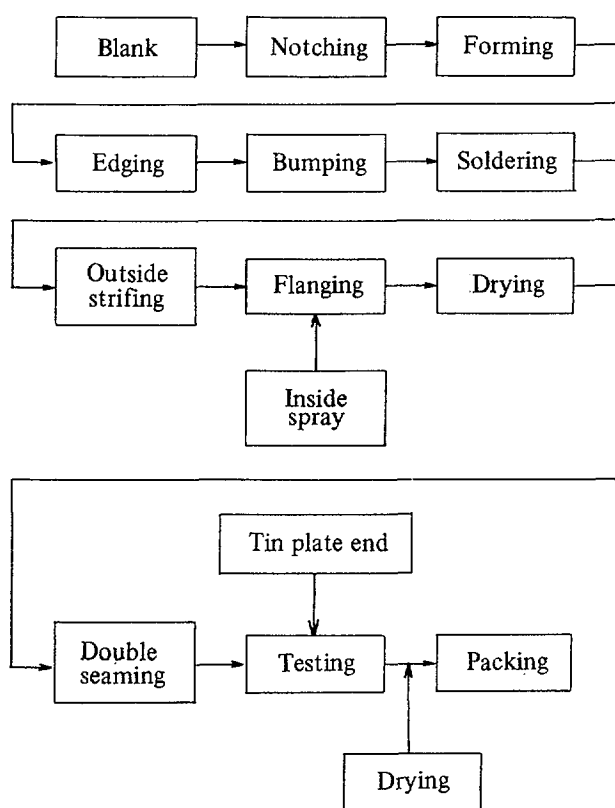 Blank
Notching
Forming
Edging
Bumping
Soldering
Outside
strifing
Flanging
Drying
Inside
spray
Tin plate end
Double
seaming
Testing
Packing
Drying